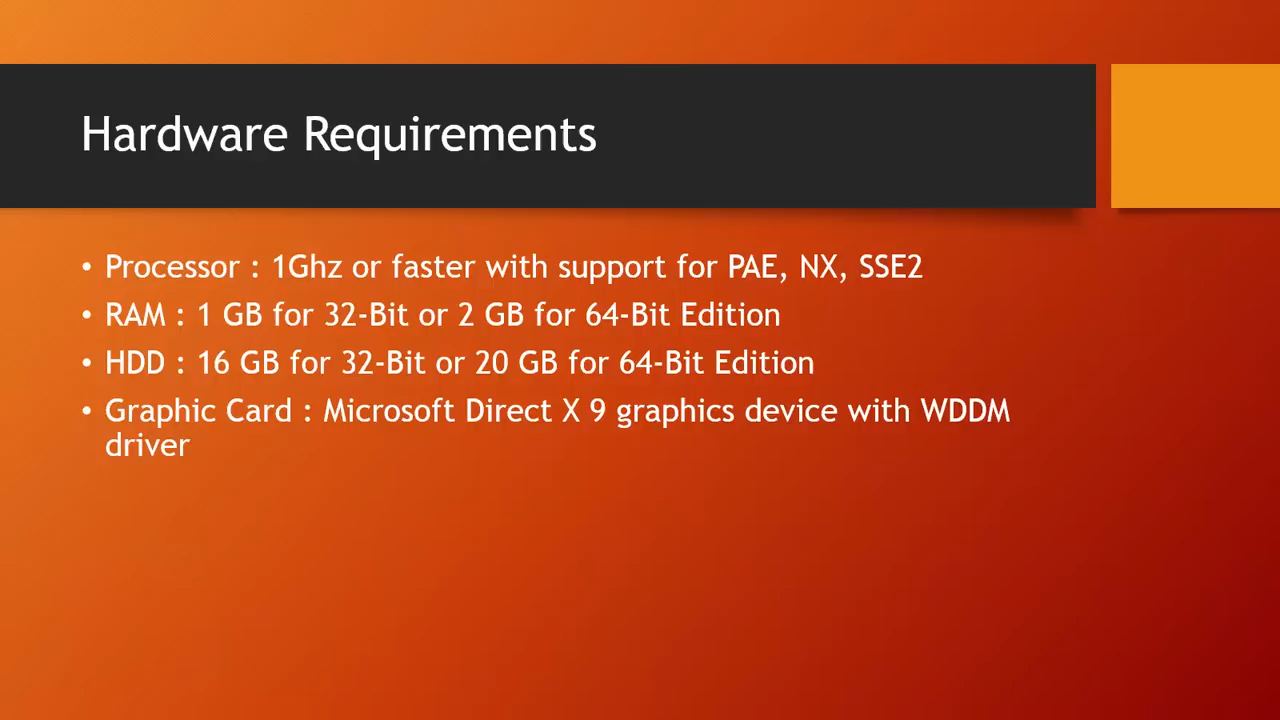 Hardware Requirements
• Processor : 1Ghz or faster with support for PAE, NX, SSE2
• RAM : 1 GB for 32-Bit or 2 GB for 64-Bit Edition
• HDD : 16 GB for 32-Bit or 20 GB for 64-Bit Edition
• Graphic Card : Microsoft Direct X 9 graphics device with WDDM
driver